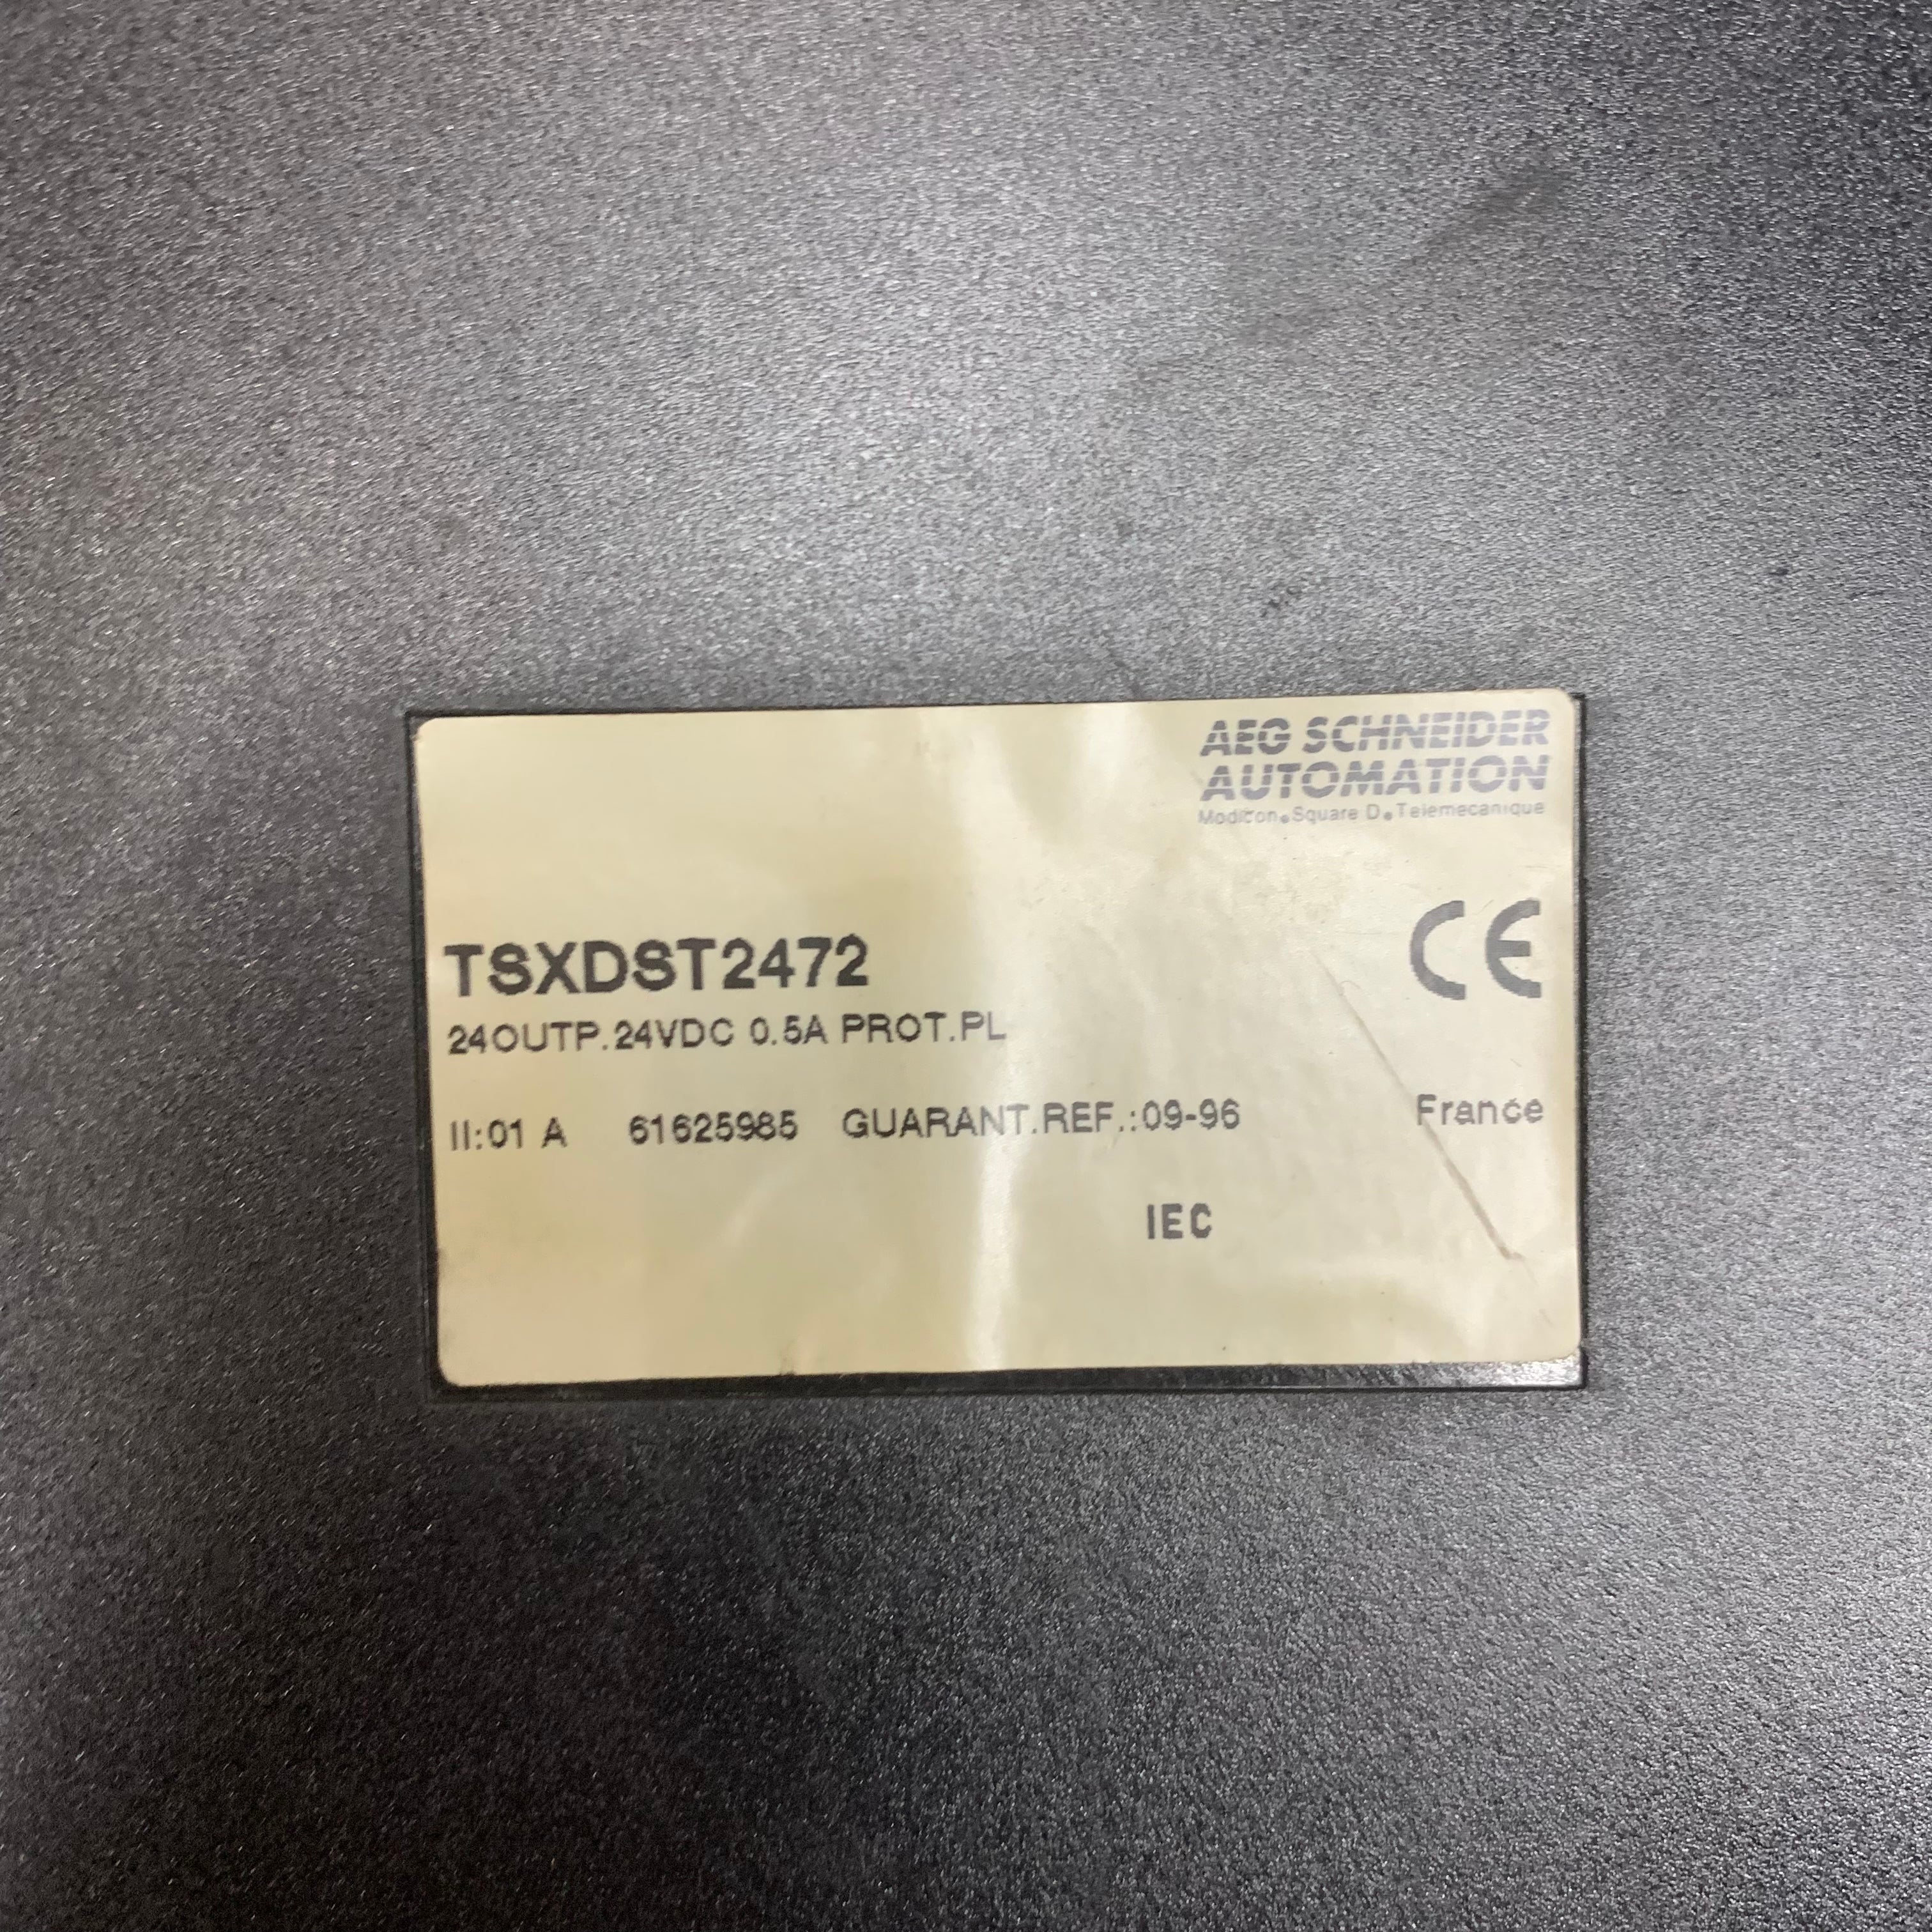 AEG SCHNEIDER
AUTOMATION
Modicon.Square D.Telemecanique
CE
TSXDST2472
24OUTP.24VDC 0.5A PROT.PL
II:01 A 61625985 GUARANT.REF.:09-96 France
IEC